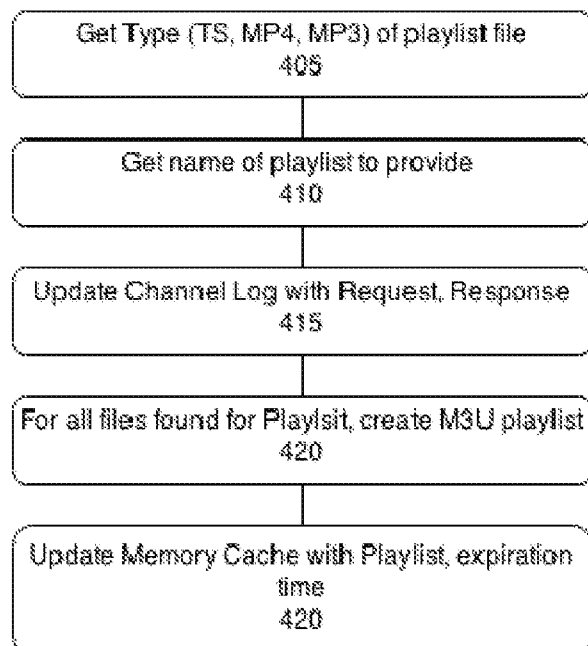 Get Type (TS, MP4, MP3) of playlist file
405
Get name of playlist to provide
410
Update Channel Log with Request, Response
415
For all files found for Playlsit, create M3U playlist
420
Update Memory Cache with Playlist, expiration
time
420